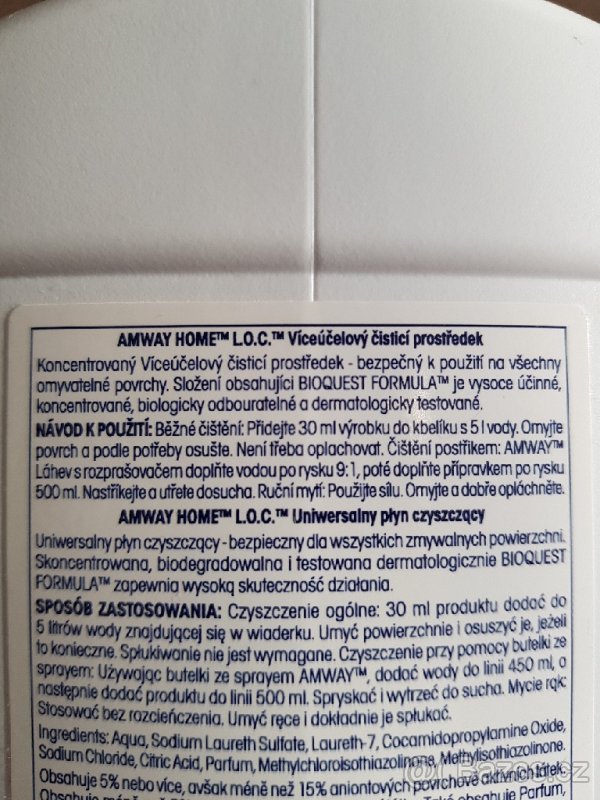 AMWAY HOME™ L.O.C.™ Víceúčelový čisticí prostředek
Koncentrovaný Víceúčelový čisticí prostředek - bezpečný k použití na všechny
omyvatelné povrchy. Složení obsahující BIOQUEST FORMULA™ je vysoce účinné,
koncentrované, biologicky odbouratelné a dermatologicky testované.
NÁVOD K POUŽITÍ: Běžné čištění: Přidejte 30 ml výrobku do kbelíku s 5 l vody. Omyjte
povrch a podle potřeby osušte. Není třeba oplachovat. Čištění postřikem: AMWAY™
Láhev s rozprašovačem doplňte vodou po rysku 9:1, poté doplňte přípravkem po rysku
500 ml. Nastříkejte a utřete dosucha. Ruční mytí: Použijte sílu. Omyjte a dobře opláchněte.
AMWAY HOME™ L.O.C.™ Uniwersalny płyn czyszczący
Uniwersalny płyn czyszczący - bezpieczny dla wszystkich zmywalnych powierzchni.
Skoncentrowana, biodegradowalna i testowana dermatologicznie BIOQUEST
FORMULA™ zapewnia wysoką skuteczność działania.
SPOSÓB ZASTOSOWANIA: Czyszczenie ogólne: 30 ml produktu dodać do
5 litrów wody znajdującej się w wiaderku. Umyć powierzchnie i osuszyć je, jeżeli
to konieczne. Spłukiwanie nie jest wymagane. Czyszczenie przy pomocy butelki ze
sprayem: Używając butelki ze sprayem AMWAY™, dodać wody do linii 450 ml, a
następnie dodać produktu do linii 500 ml. Spryskać i wytrzeć do sucha. Mycie rąk:
Stosować bez rozcieńczenia. Umyć ręce i dokładnie je spłukać.
Ingredients: Aqua, Sodium Laureth Sulfate, Laureth-7, Cocamidopropylamine Oxide,
Sodium Chloride, Citric Acid, Parfum, Methylchloroisothiazolinone, Methylisothiazolinone.
Obsahuje 5% nebo více, avšak méně než 15% aniontových povrchově aktivních látek.
obsahuje Parfum,
Bazos.cz